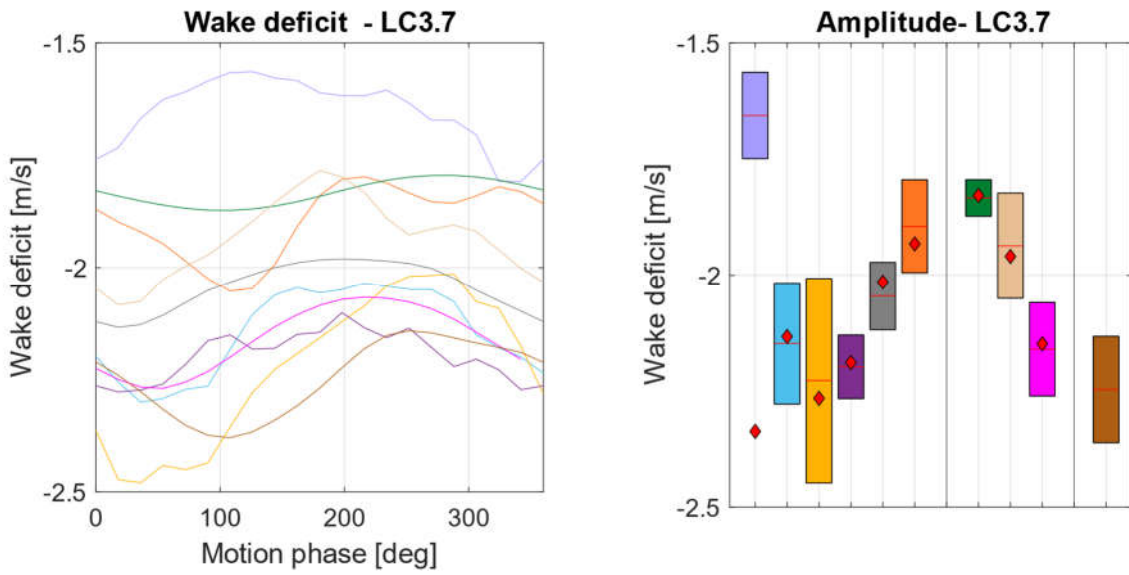 Wake deficit - LC3.7
-1.5
-2
-2.5
Wake deficit [m/s]
0
100
200
300
Motion phase [deg]
Amplitude- LC3.7
-1.5
-2
-2.5
Wake deficit [m/s]